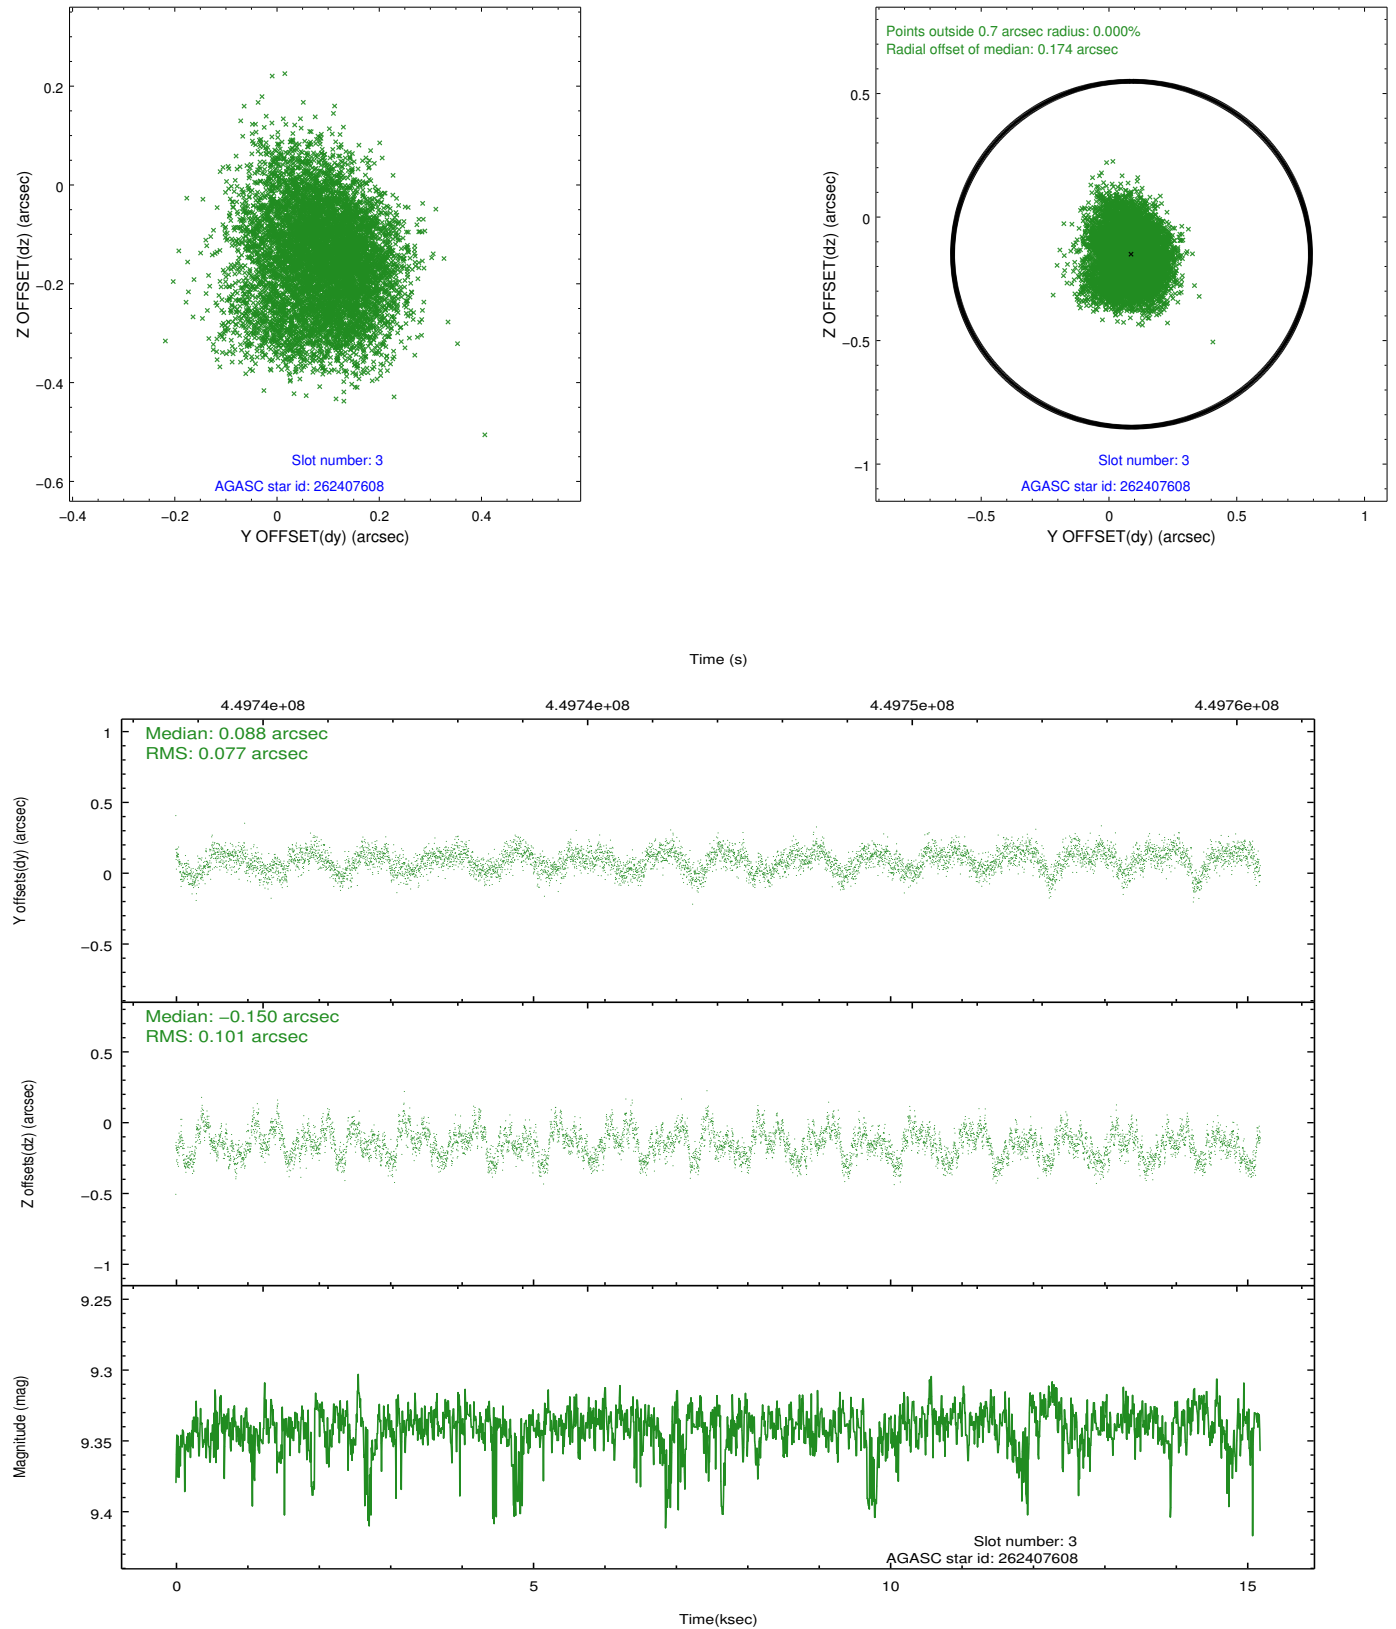 0.2
0
−0.2
−0.4
−0.6
Z OFFSET(dz) (arcsec)
Slot number: 3
AGASC star id: 262407608
−0.4
−0.2
0
0.2
0.4
Y OFFSET(dy) (arcsec)
Points outside 0.7 arcsec radius: 0.000%
Radial offset of median: 0.174 arcsec
0.5
0
−0.5
−1
Z OFFSET(dz) (arcsec)
Slot number: 3
AGASC star id: 262407608
−0.5
0
0.5
1
Y OFFSET(dy) (arcsec)
Time (s)
4.4974e+08
4.4974e+08
4.4975e+08
4.4976e+08
Median: 0.088 arcsec
RMS: 0.077 arcsec
1
0.5
0
−0.5
Y offsets(dy) (arcsec)
Median: −0.150 arcsec
RMS: 0.101 arcsec
0.5
0
−0.5
−1
Z offsets(dz) (arcsec)
9.25
9.3
9.35
9.4
Magnitude (mag)
Slot number: 3
AGASC star id: 262407608
0
5
10
15
Time(ksec)